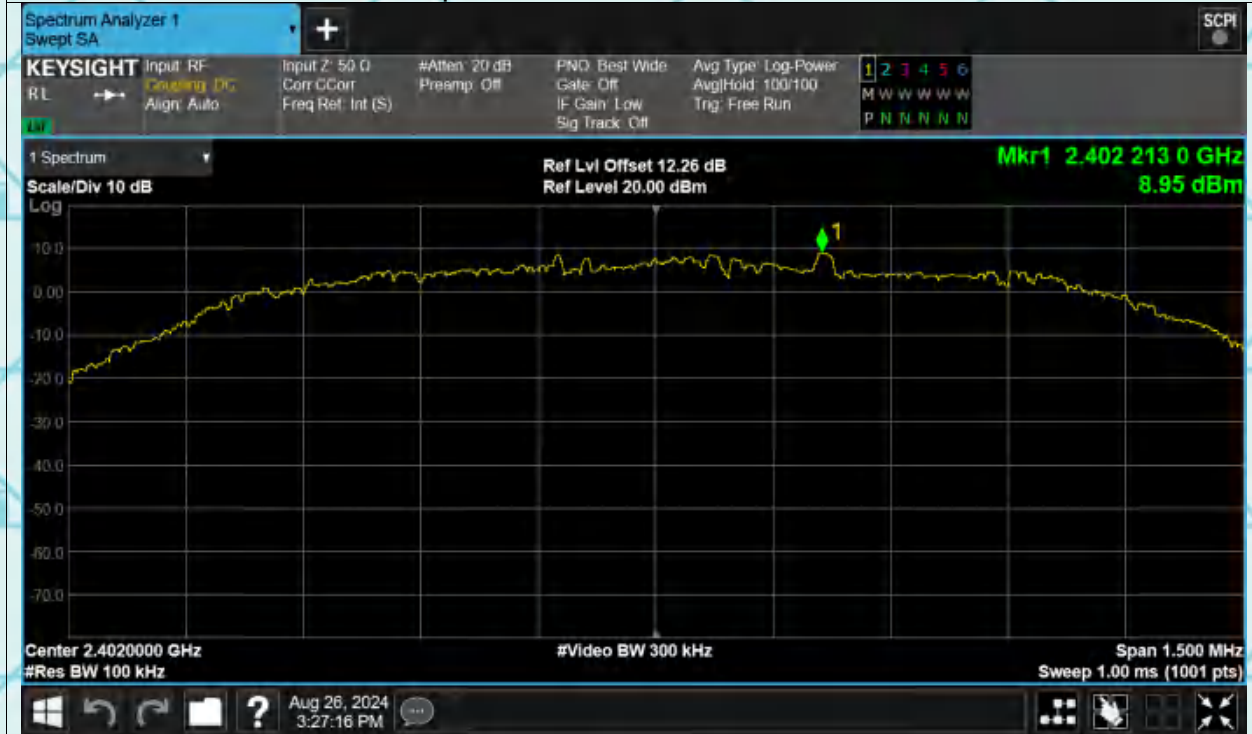 Spectrum Analyzer 1
Swept SA
+
SCPI
KEYSIGHT Input: RF Input Z: 50 Ω #Atten: 20 dB PNO: Best Wide Avg Type: Log-Power 1 2 3 4 5 6
RL Coupling: DC Corr CCorr Preamp: Off Gate: Off Avg|Hold: 100/100 M W W W W W
Align: Auto Freq Ref: Int (S) IF Gain: Low Trig: Free Run P N N N N N
Sig Track: Off
1 Spectrum
Ref Lvl Offset 12.26 dB
Mkr1 2.402 213 0 GHz
Scale/Div 10 dB
Ref Level 20.00 dBm
8.95 dBm
Log
1
10.0
0.00
-10.0
-20.0
-30.0
-40.0
-50.0
-60.0
-70.0
Center 2.4020000 GHz #Video BW 300 kHz Span 1.500 MHz
#Res BW 100 kHz Sweep 1.00 ms (1001 pts)
? Aug 26, 2024
3:27:16 PM